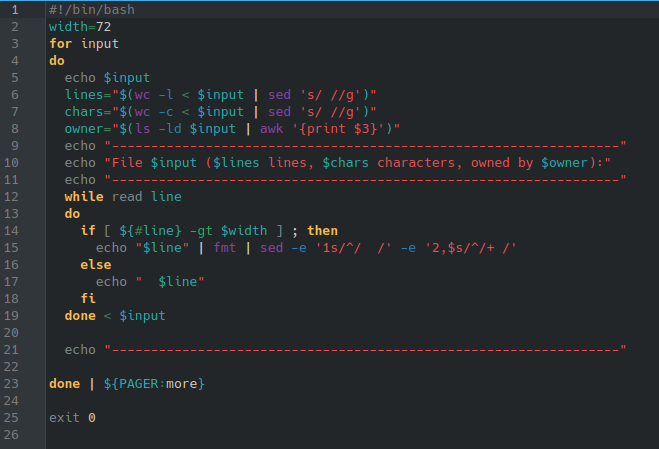 1 #!/bin/bash
2 width=72
3 for input
4 do
5   echo $input
6   lines="$(wc -l < $input | sed 's/ //g')"
7   chars="$(wc -c < $input | sed 's/ //g')"
8   owner="$(ls -ld $input | awk '{print $3}')"
9   echo "-----------------------------------------------------------------"
10   echo "File $input ($lines lines, $chars characters, owned by $owner):"
11   echo "-----------------------------------------------------------------"
12   while read line
13   do
14     if [ ${#line} -gt $width ] ; then
15       echo "$line" | fmt | sed -e '1s/^/  /' -e '2,$s/^/+ /'
16     else
17       echo "  $line"
18     fi
19   done < $input
20
21   echo "-----------------------------------------------------------------"
22
23 done | ${PAGER:more}
24
25 exit 0
26